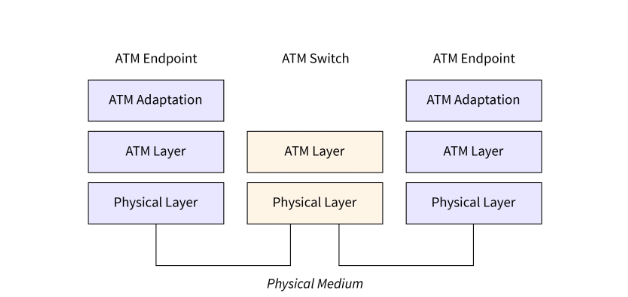 ATM Endpoint ATM Switch ATM Endpoint
ATM Adaptation ATM Adaptation
ATM Layer ATM Layer ATM Layer
Physical Layer Physical Layer Physical Layer
Physical Medium